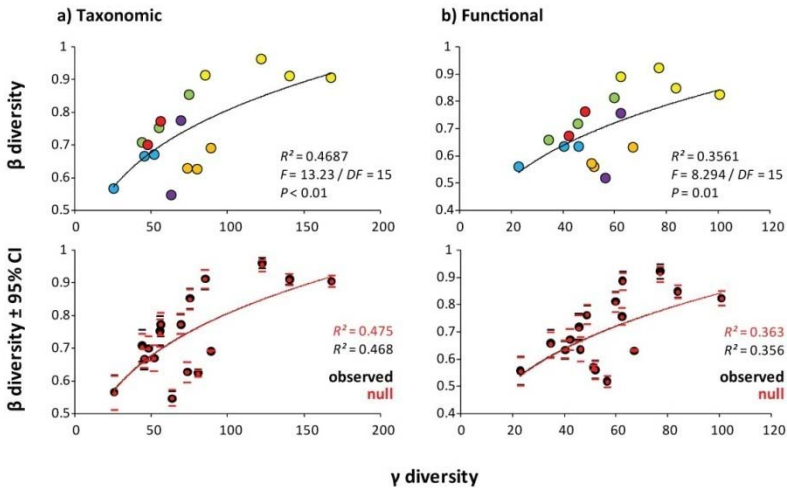 a) Taxonomic
b) Functional
β diversity
1
0.9
0.8
0.7
0.6
0.5
R² = 0.4687
F = 13.23 / DF = 15
P < 0.01
0 50 100 150 200
1
0.9
0.8
0.7
0.6
0.5
0.4
R² = 0.3561
F = 8.294 / DF = 15
P = 0.01
0 20 40 60 80 100 120
β diversity ± 95% CI
1
0.9
0.8
0.7
0.6
0.5
R² = 0.475
R² = 0.468
observed
null
0 50 100 150 200
1
0.9
0.8
0.7
0.6
0.5
0.4
R² = 0.363
R² = 0.356
observed
null
0 20 40 60 80 100 120
γ diversity